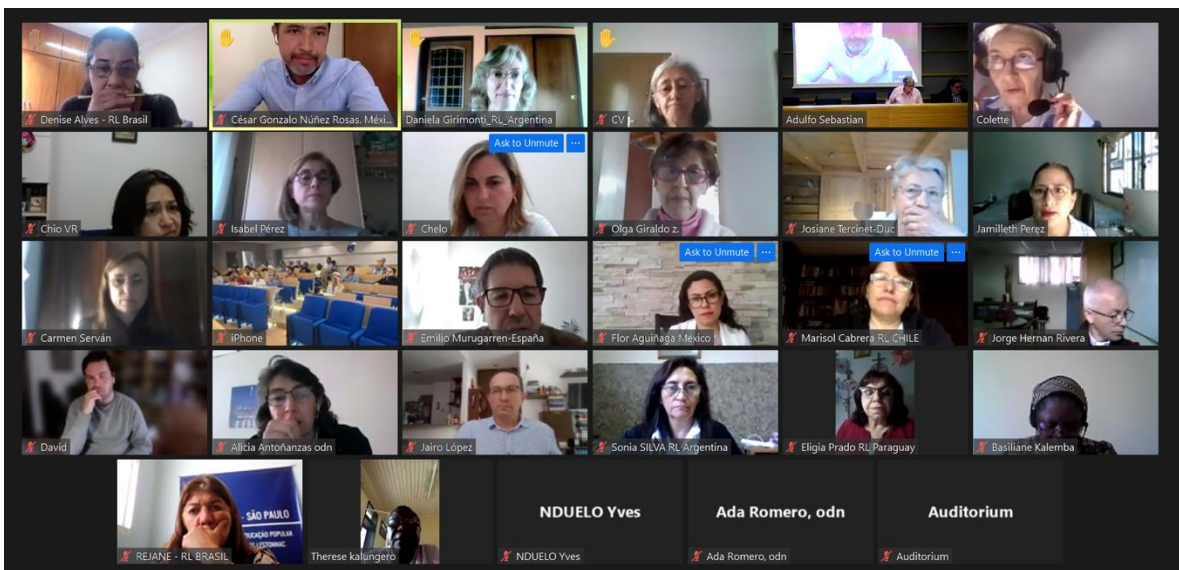 Denise Alves - RL Brasil
César Gonzalo Núñez Rosas. Méxi...
Daniela Girimonti_RL_Argentina
CV
Adulfo Sebastian
Colette
Chio VR
Isabel Pérez
Ask to Unmute ...
Chelo
Olga Giraldo z.
Josiane Tercinet-Duc
Jamilleth Perez
Carmen Serván
iPhone
Emilio Murugarren-España
Ask to Unmute ...
Flor Aguiñaga México
Ask to Unmute ...
Marisol Cabrera RL CHILE
Jorge Hernan Rivera
David
Alicia Antoñanzas odn
Jairo López
Sonia SILVA RL Argentina
Eligia Prado RL Paraguay
Basiliane Kalemba
- SÃO PAULO
EDUCAÇÃO POPULAR
LESTONNAC
REJANE - RL BRASIL
Therese kalungero
NDUELO Yves
NDUELO Yves
Ada Romero, odn
Ada Romero, odn
Auditorium
Auditorium